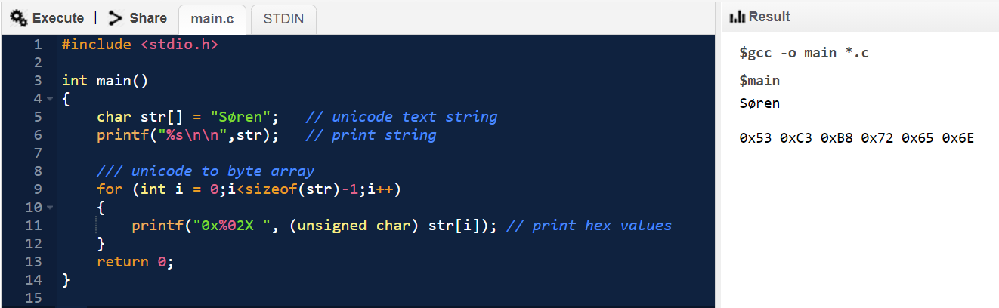 Execute | > Share main.c STDIN
1 #include <stdio.h>
2
3 int main()
4 {
5 char str[] = "Søren"; // unicode text string
6 printf("%s\n\n",str); // print string
7
8 /// unicode to byte array
9 for (int i = 0;i<sizeof(str)-1;i++)
10 {
11 printf("0x%02X ", (unsigned char) str[i]); // print hex values
12 }
13 return 0;
14 }
15
Result
$gcc -o main *.c
$main
Søren
0x53 0xC3 0xB8 0x72 0x65 0x6E